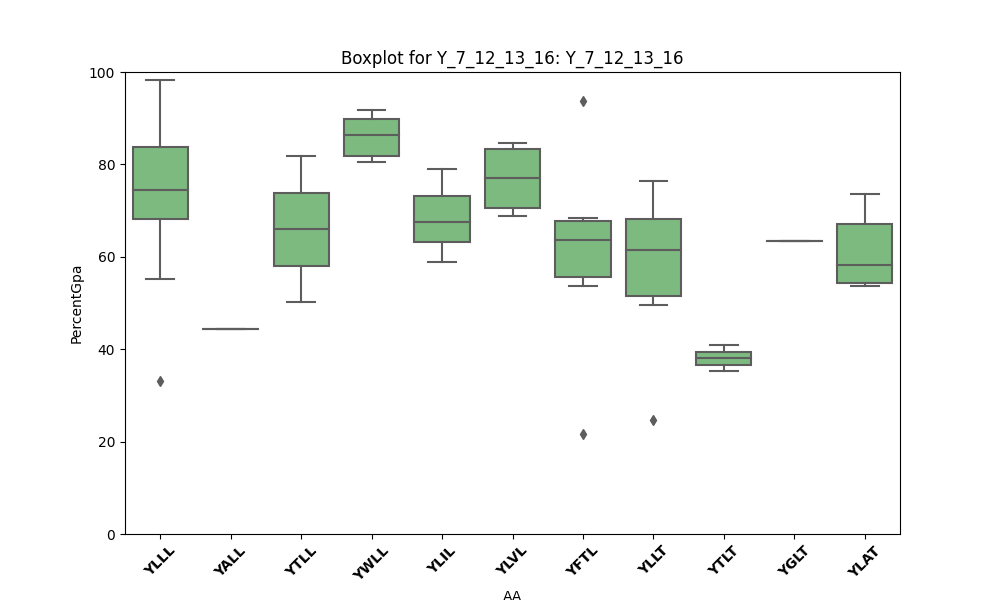 Boxplot for Y_7_12_13_16: Y_7_12_13_16
100
80
60
40
20
0
PercentGpa
YLLL YALL YTLL YWLL YLIL YLVL YFTL YLLT YTLT YGLT YLAT
AA